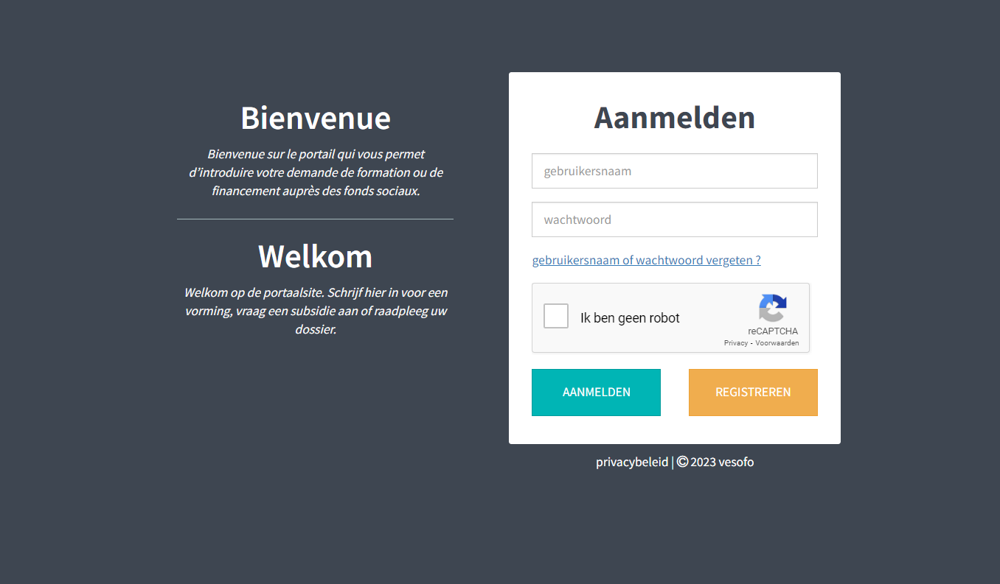 Bienvenue
Bienvenue sur le portail qui vous permet
d’introduire votre demande de formation ou de
financement auprès des fonds sociaux.
Welkom
Welkom op de portaalsite. Schrijf hier in voor een
vorming, vraag een subsidie aan of raadpleeg uw
dossier.
Aanmelden
gebruikersnaam
wachtwoord
gebruikersnaam of wachtwoord vergeten ?
Ik ben geen robot
reCAPTCHA
Privacy - Voorwaarden
AANMELDEN
REGISTREREN
privacybeleid | © 2023 vesofo